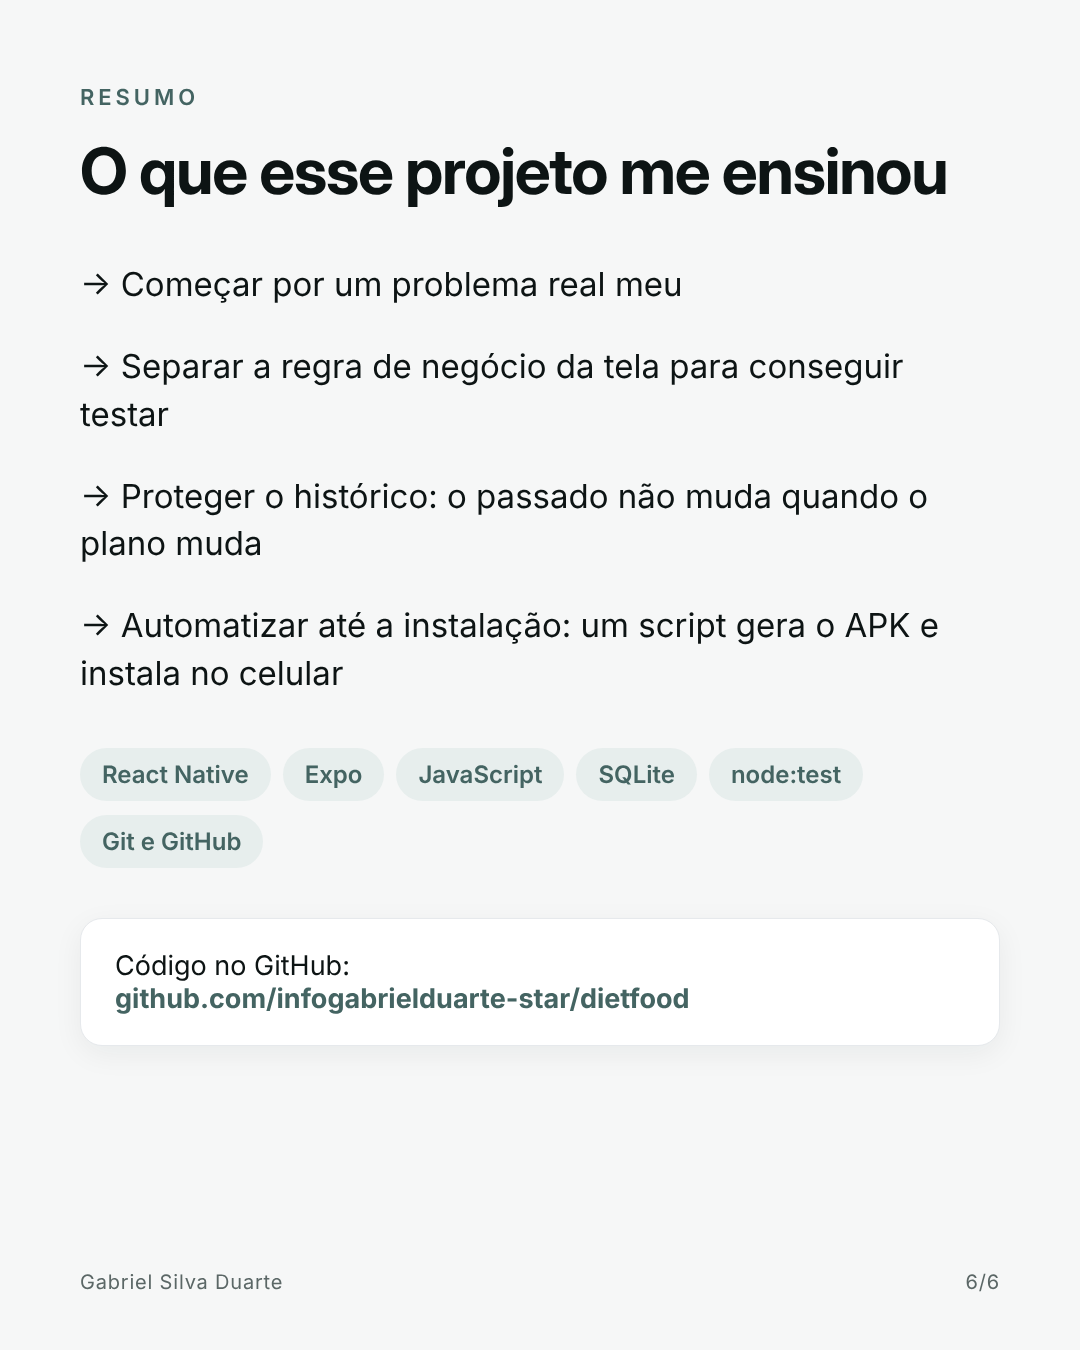 RESUMO
O que esse projeto me ensinou
→ Começar por um problema real meu
→ Separar a regra de negócio da tela para conseguir
testar
→ Proteger o histórico: o passado não muda quando o
plano muda
→ Automatizar até a instalação: um script gera o APK e
instala no celular
React Native Expo JavaScript SQLite node:test
Git e GitHub
Código no GitHub:
github.com/infogabrielduarte-star/dietfood
Gabriel Silva Duarte 6/6